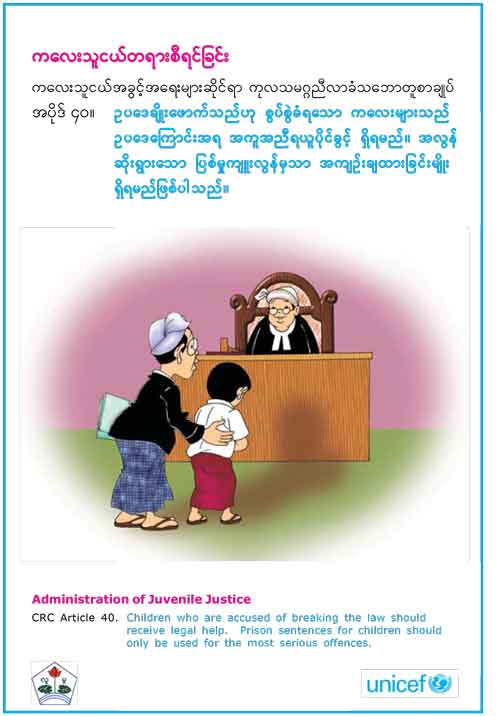 ကလေးသူငယ်တရားစီရင်ခြင်း
ကလေးသူငယ်အခွင့်အရေးများဆိုင်ရာ ကုလသမဂ္ဂညီလာခံသဘောတူစာချုပ်
အပိုဒ် ၄၀။ ဥပဒေချိုးဖောက်သည်ဟု စွပ်စွဲခံရသော ကလေးများသည်
ဥပဒေကြောင်းအရ အကူအညီရယူပိုင်ခွင့် ရှိရမည်။ အလွန်
ဆိုးရွားသော ပြစ်မှုကျူးလွန်မှသာ အကျဉ်းချထားခြင်းမျိုး
ရှိရမည်ဖြစ်ပါသည်။
Administration of Juvenile Justice
CRC Article 40. Children who are accused of breaking the law should
receive legal help. Prison sentences for children should
only be used for the most serious offences.
unicef